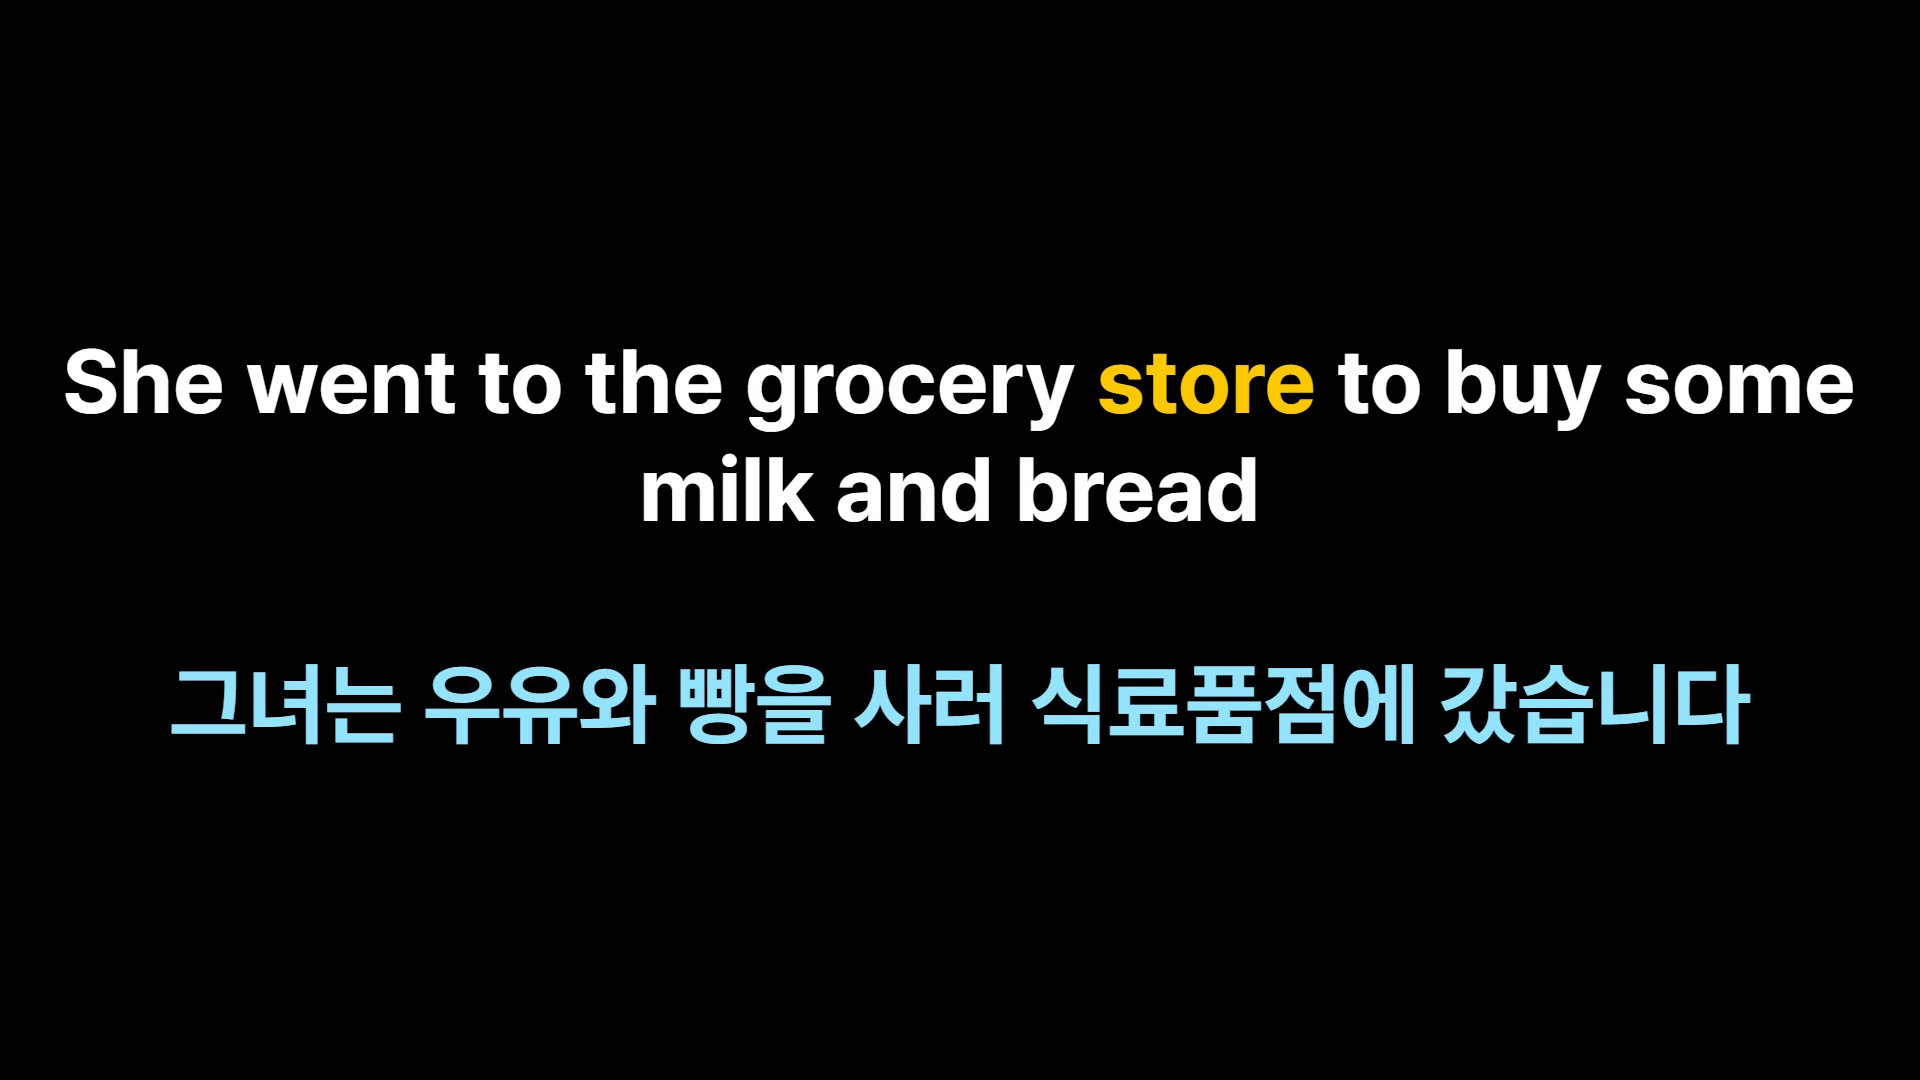 She went to the grocery store to buy some
milk and bread
그녀는 우유와 빵을 사러 식료품점에 갔습니다